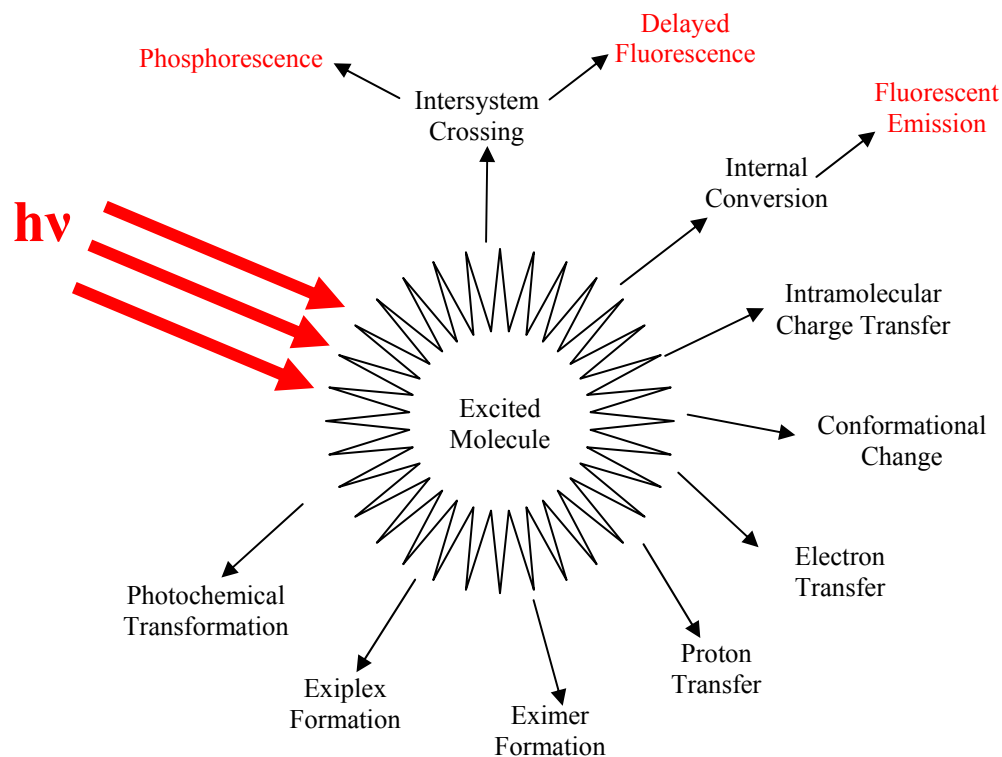 Delayed
Fluorescence
Phosphorescence
Intersystem
Crossing
Fluorescent
Emission
Internal
Conversion
hν
Intramolecular
Charge Transfer
Excited
Molecule
Conformational
Change
Electron
Transfer
Photochemical
Transformation
Proton
Transfer
Exiplex
Formation
Eximer
Formation